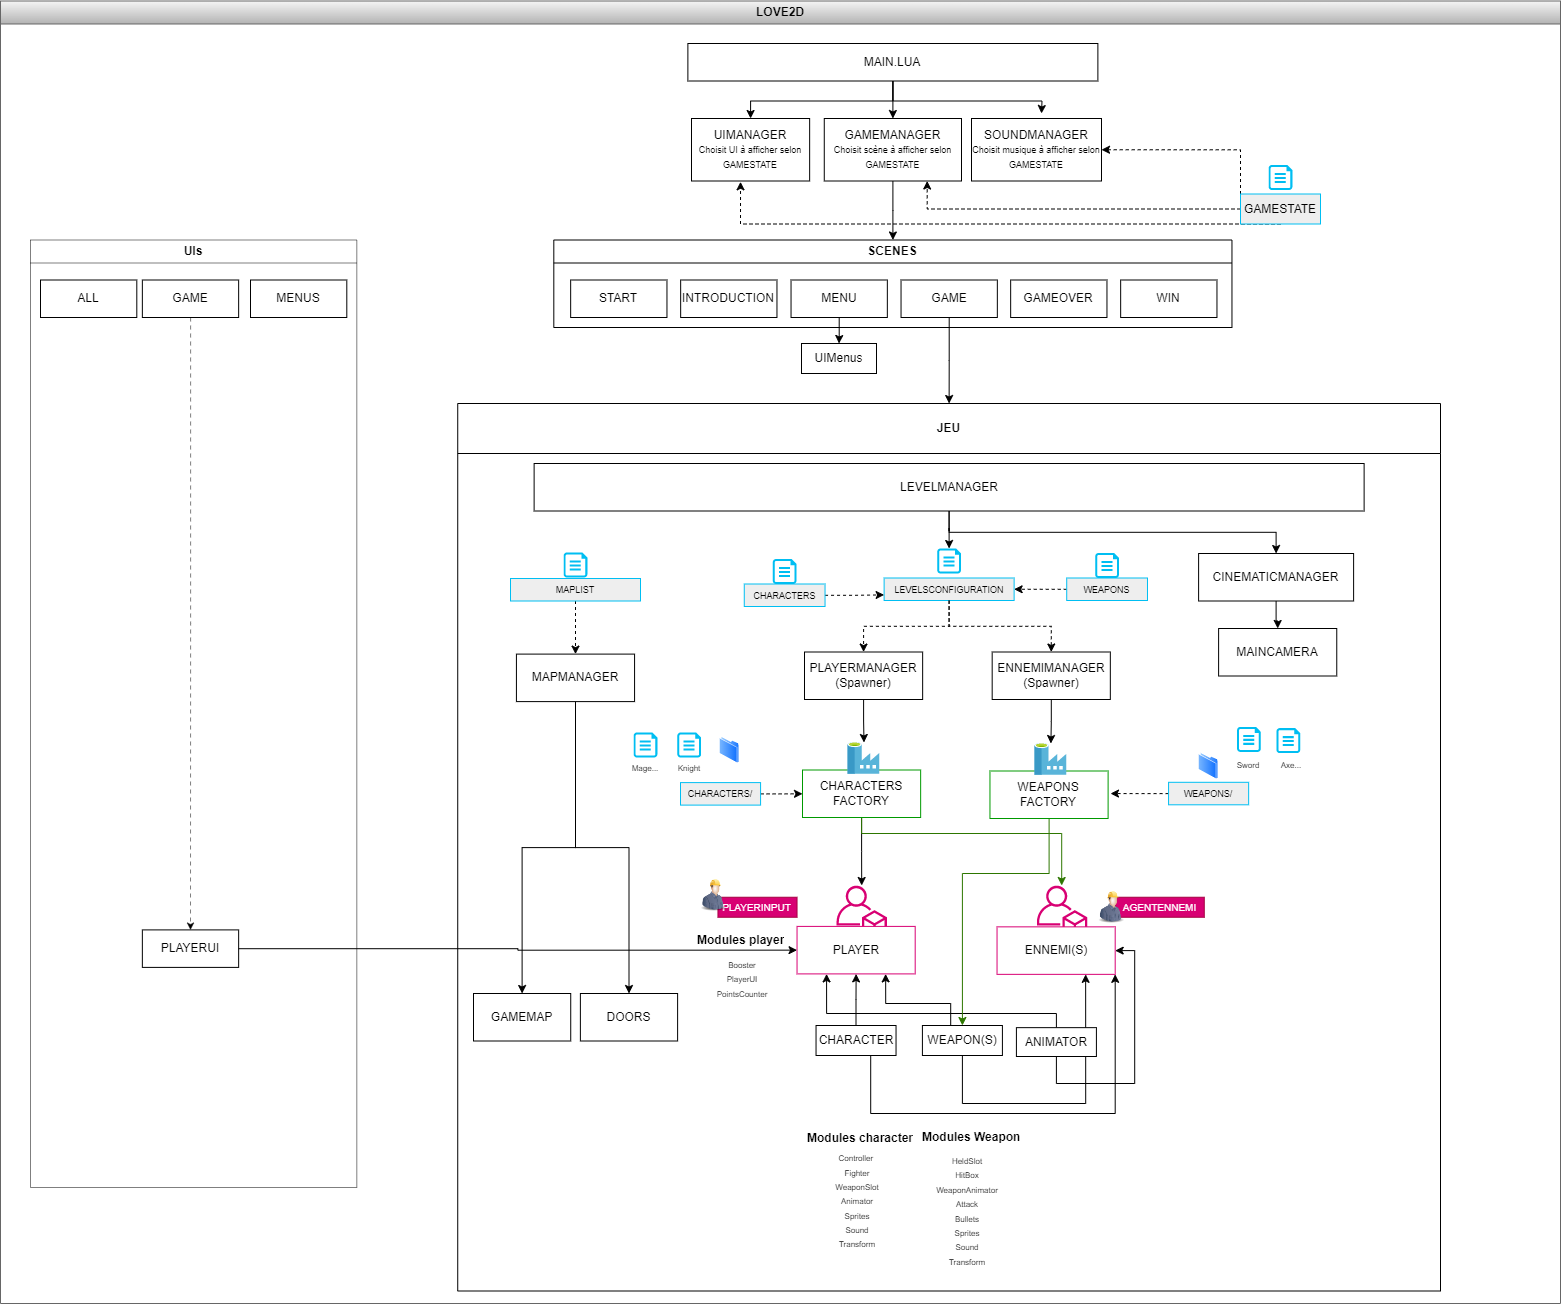 LOVE2D
MAIN.LUA
UIMANAGER
Choisit UI à afficher selon
GAMESTATE
GAMEMANAGER
Choisit scène à afficher selon
GAMESTATE
SOUNDMANAGER
Choisit musique à afficher selon
GAMESTATE
GAMESTATE
UIs
ALL
GAME
MENUS
SCENES
START
INTRODUCTION
MENU
GAME
GAMEOVER
WIN
UIMenus
JEU
LEVELMANAGER
MAPLIST
CHARACTERS
LEVELSCONFIGURATION
WEAPONS
CINEMATICMANAGER
MAPMANAGER
PLAYERMANAGER
(Spawner)
ENNEMIMANAGER
(Spawner)
MAINCAMERA
Mage...
Knight
Sword
Axe...
CHARACTERS/
CHARACTERS
FACTORY
WEAPONS
FACTORY
WEAPONS/
PLAYERINPUT
AGENTENNEMI
PLAYERUI
Modules player
Booster
PlayerUI
PointsCounter
PLAYER
ENNEMI(S)
GAMEMAP
DOORS
CHARACTER
WEAPON(S)
ANIMATOR
Modules character
Controller
Fighter
WeaponSlot
Animator
Sprites
Sound
Transform
Modules Weapon
HeldSlot
HitBox
WeaponAnimator
Attack
Bullets
Sprites
Sound
Transform